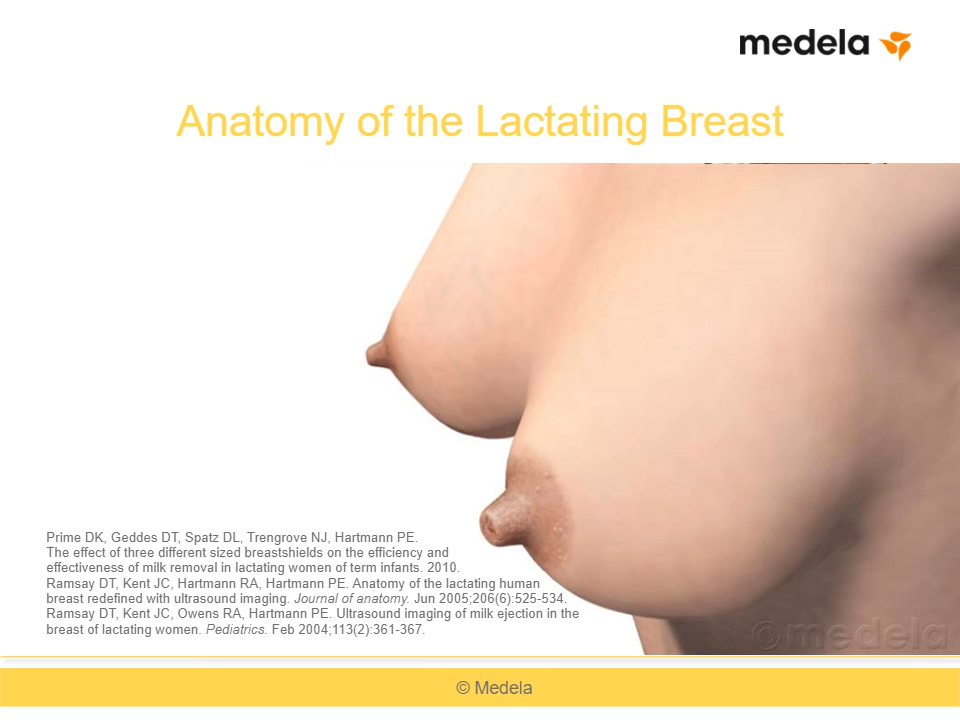 medela
Anatomy of the Lactating Breast
Prime DK, Geddes DT, Spatz DL, Trengrove NJ, Hartmann PE.
The effect of three different sized breastshields on the efficiency and
effectiveness of milk removal in lactating women of term infants. 2010.
Ramsay DT, Kent JC, Hartmann RA, Hartmann PE. Anatomy of the lactating human
breast redefined with ultrasound imaging. Journal of anatomy. Jun 2005;206(6):525-534.
Ramsay DT, Kent JC, Owens RA, Hartmann PE. Ultrasound imaging of milk ejection in the
breast of lactating women. Pediatrics. Feb 2004;113(2):361-367.
©medela
© Medela